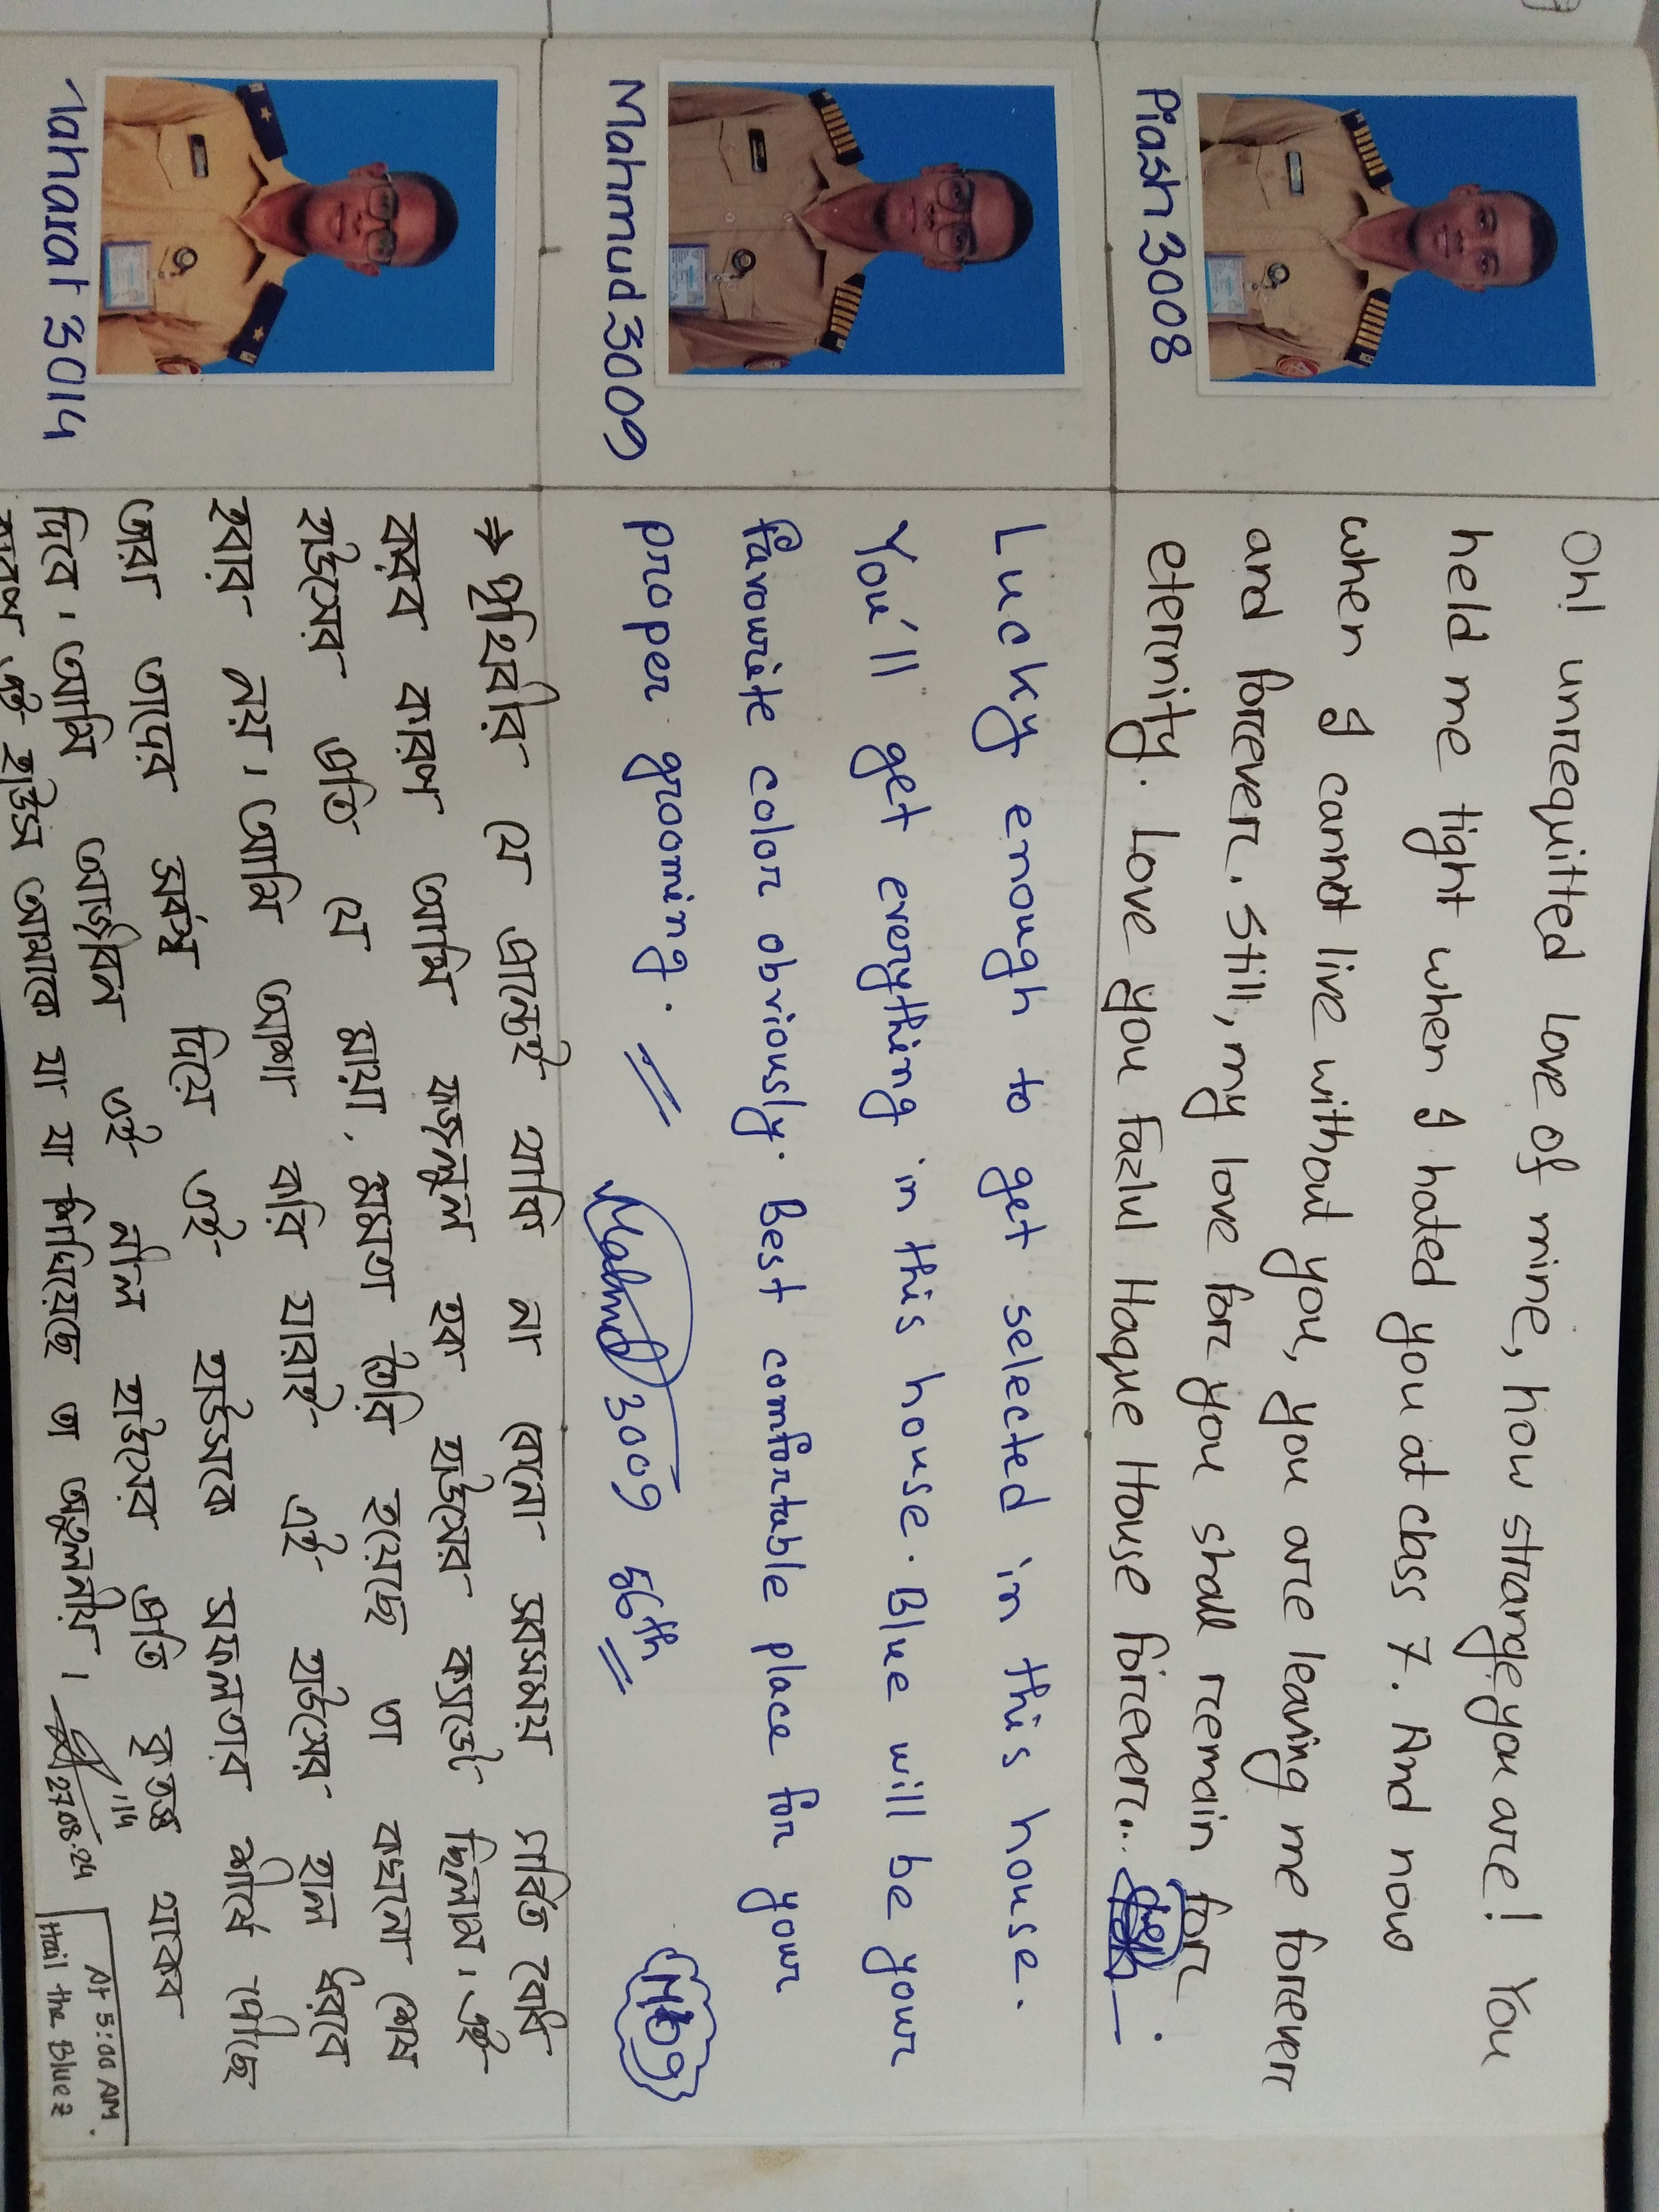 Oh! unrequitted Love of mine, how strange you are! You
held me tight when I hated you at class 7. And now
when I cannot live without you, you are leaving me forever
and forever. Still, my love for you shall remain for
eternity. Love you Fazlul Haque House forever...
Piash 3008
Lucky enough to get selected in this house.
You'll get everything in this house. Blue will be your
favourite color obviously. Best comfortable place for your
proper grooming.
Mahmud 3009 56th
Mahmud 3009
⇒ পৃথিবীর যে প্রান্তেই থাকি না কেনো সবসময় গর্বিত বোধ
করব কারণ আমি ফজলুল হক হাউসের ক্যাডেট ছিলাম। এই
হাউসের প্রতি যে মায়া, মমতা তৈরি হয়েছে তা কখনো শেষ
হবার নয়। আমি আশা করি যারাই এই হাউসের হাল ধরবে
তারা তাদের সর্বস্ব দিয়ে এই হাউসকে সফলতার শীর্ষে পৌঁছে
দিবে। আমি আজীবন এই নীল হাউসের প্রতি কৃতজ্ঞ থাকব
কারণ এই হাউস আমাকে যা যা শিখিয়েছে তা অতুলনীয়।
'14
27.08.24
At 5:00 AM.
Hail the Bluez
Taharat 3014